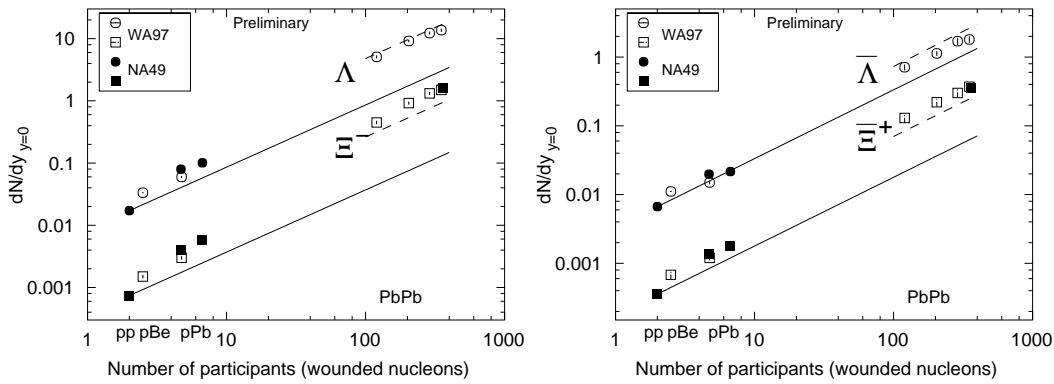 Preliminary
WA97
NA49
10
1
0.1
0.01
0.001
dN/dy y=0
Λ
Ξ⁻
PbPb
pp pBe pPb
1 10 100 1000
Number of participants (wounded nucleons)
Preliminary
WA97
NA49
1
0.1
0.01
0.001
dN/dy y=0
Λ̅
Ξ̅⁺
PbPb
pp pBe pPb
1 10 100 1000
Number of participants (wounded nucleons)